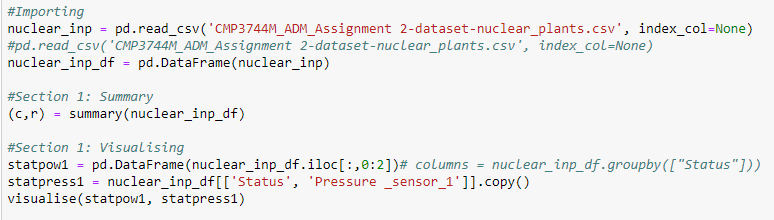 #Importing
nuclear_inp = pd.read_csv('CMP3744M_ADM_Assignment 2-dataset-nuclear_plants.csv', index_col=None)
#pd.read_csv('CMP3744M_ADM_Assignment 2-dataset-nuclear_plants.csv', index_col=None)
nuclear_inp_df = pd.DataFrame(nuclear_inp)
#Section 1: Summary
(c,r) = summary(nuclear_inp_df)
#Section 1: Visualising
statpow1 = pd.DataFrame(nuclear_inp_df.iloc[:,0:2])# columns = nuclear_inp_df.groupby(["Status"]))
statpress1 = nuclear_inp_df[['Status', 'Pressure _sensor_1']].copy()
visualise(statpow1, statpress1)